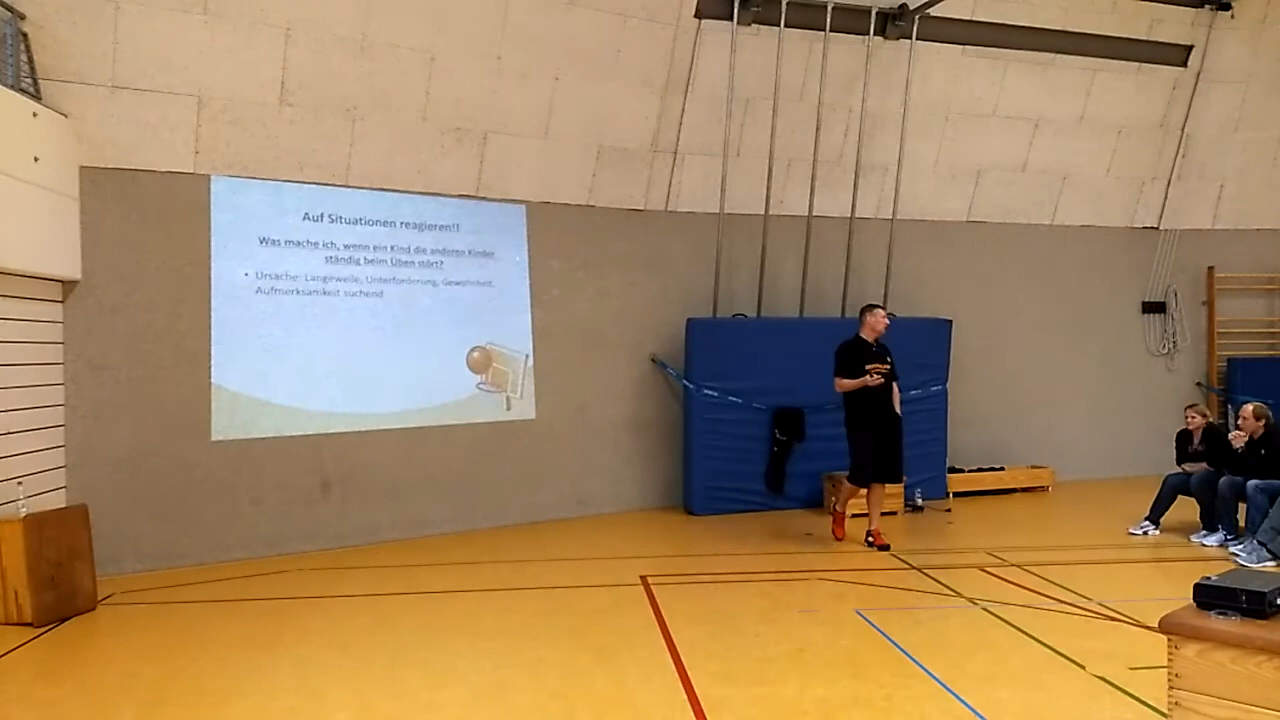 Auf Situationen reagieren!!
Was mache ich, wenn ein Kind die anderen Kinder
ständig beim Üben stört?
• Ursache: Langeweile, Unterforderung, Gewohnheit,
Aufmerksamkeit suchend